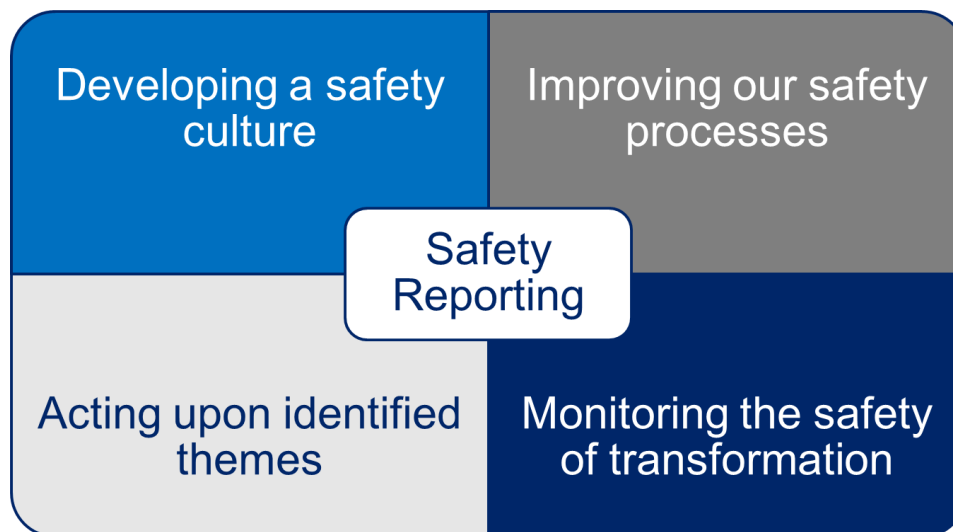 Developing a safety
culture
Improving our safety
processes
Safety
Reporting
Acting upon identified
themes
Monitoring the safety
of transformation